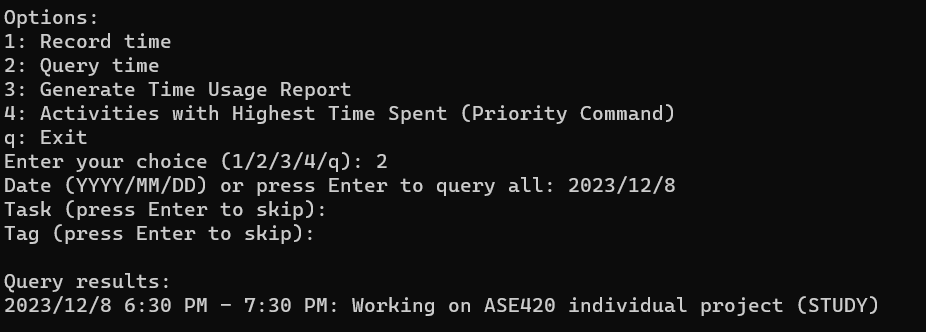 Options:
1: Record time
2: Query time
3: Generate Time Usage Report
4: Activities with Highest Time Spent (Priority Command)
q: Exit
Enter your choice (1/2/3/4/q): 2
Date (YYYY/MM/DD) or press Enter to query all: 2023/12/8
Task (press Enter to skip):
Tag (press Enter to skip):
Query results:
2023/12/8 6:30 PM - 7:30 PM: Working on ASE420 individual project (STUDY)